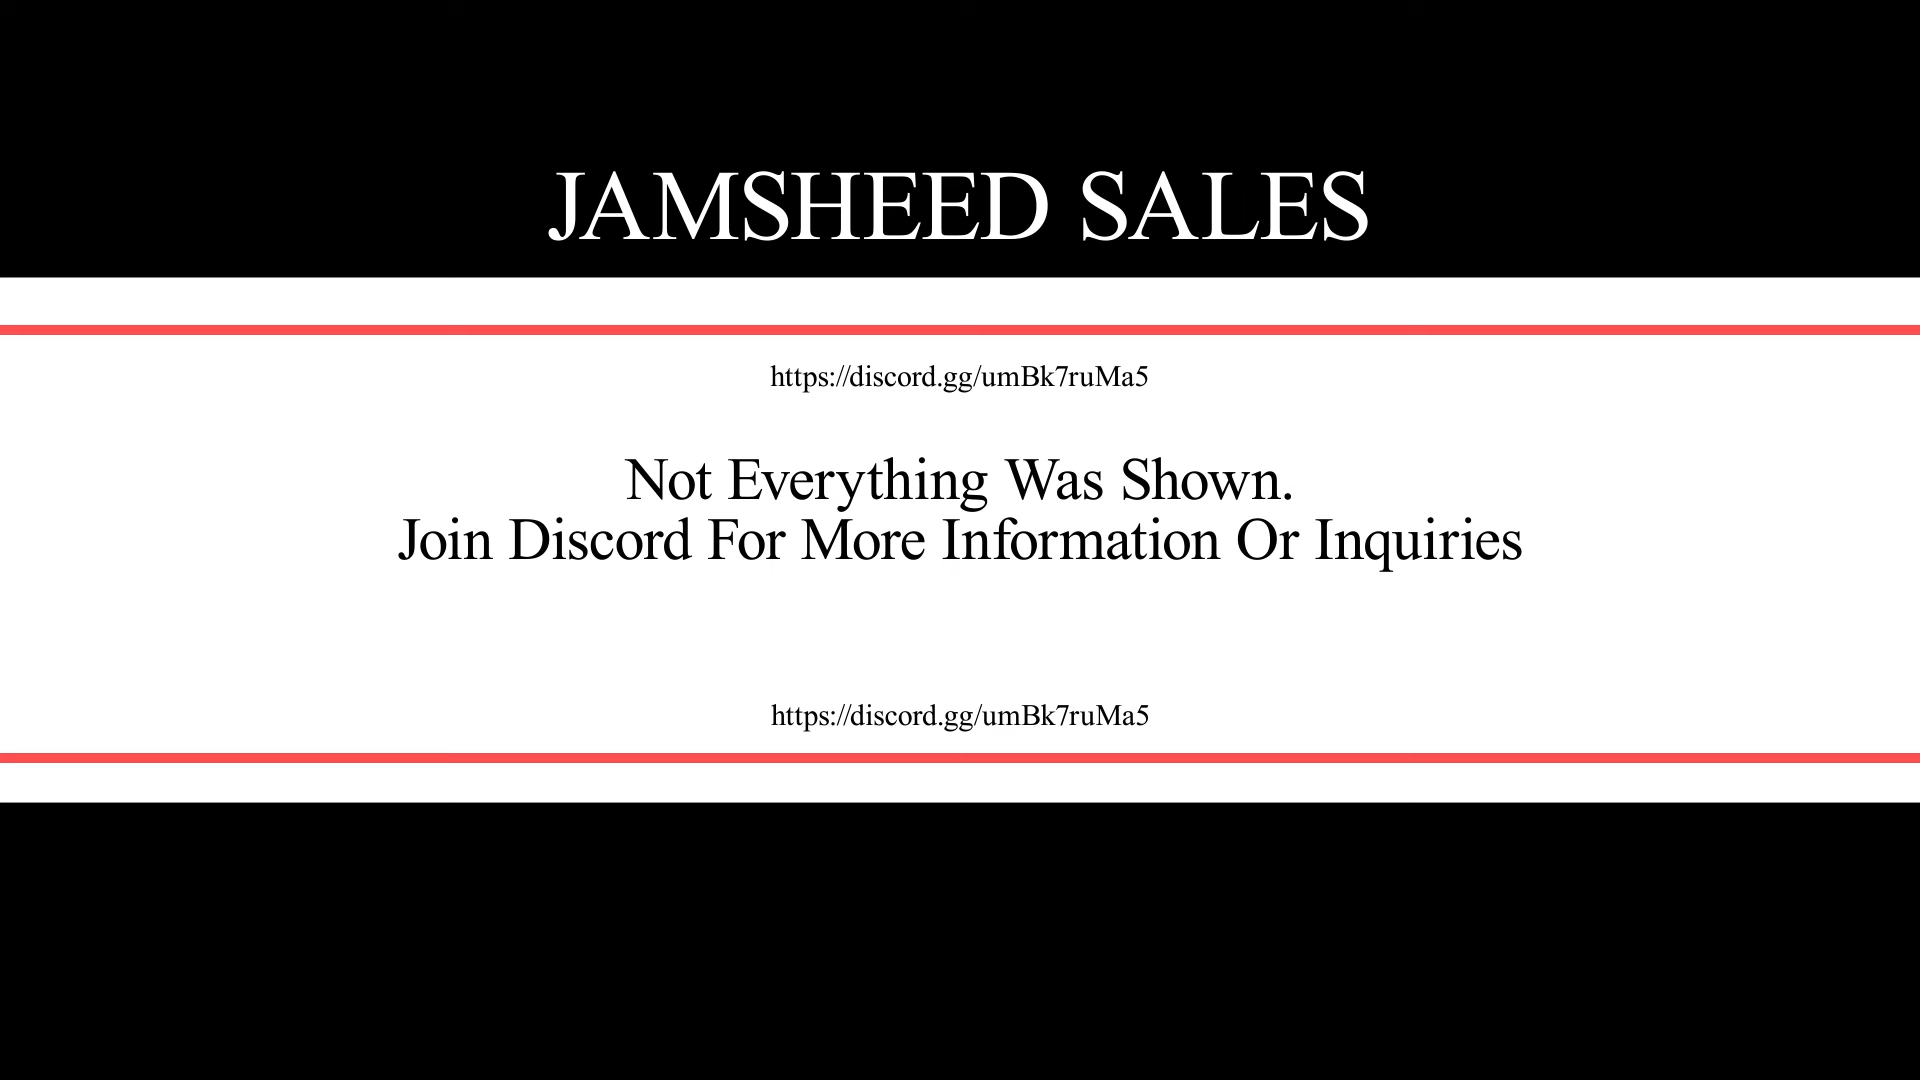 JAMSHEED SALES
https://discord.gg/umBk7ruMa5
Not Everything Was Shown.
Join Discord For More Information Or Inquiries
https://discord.gg/umBk7ruMa5